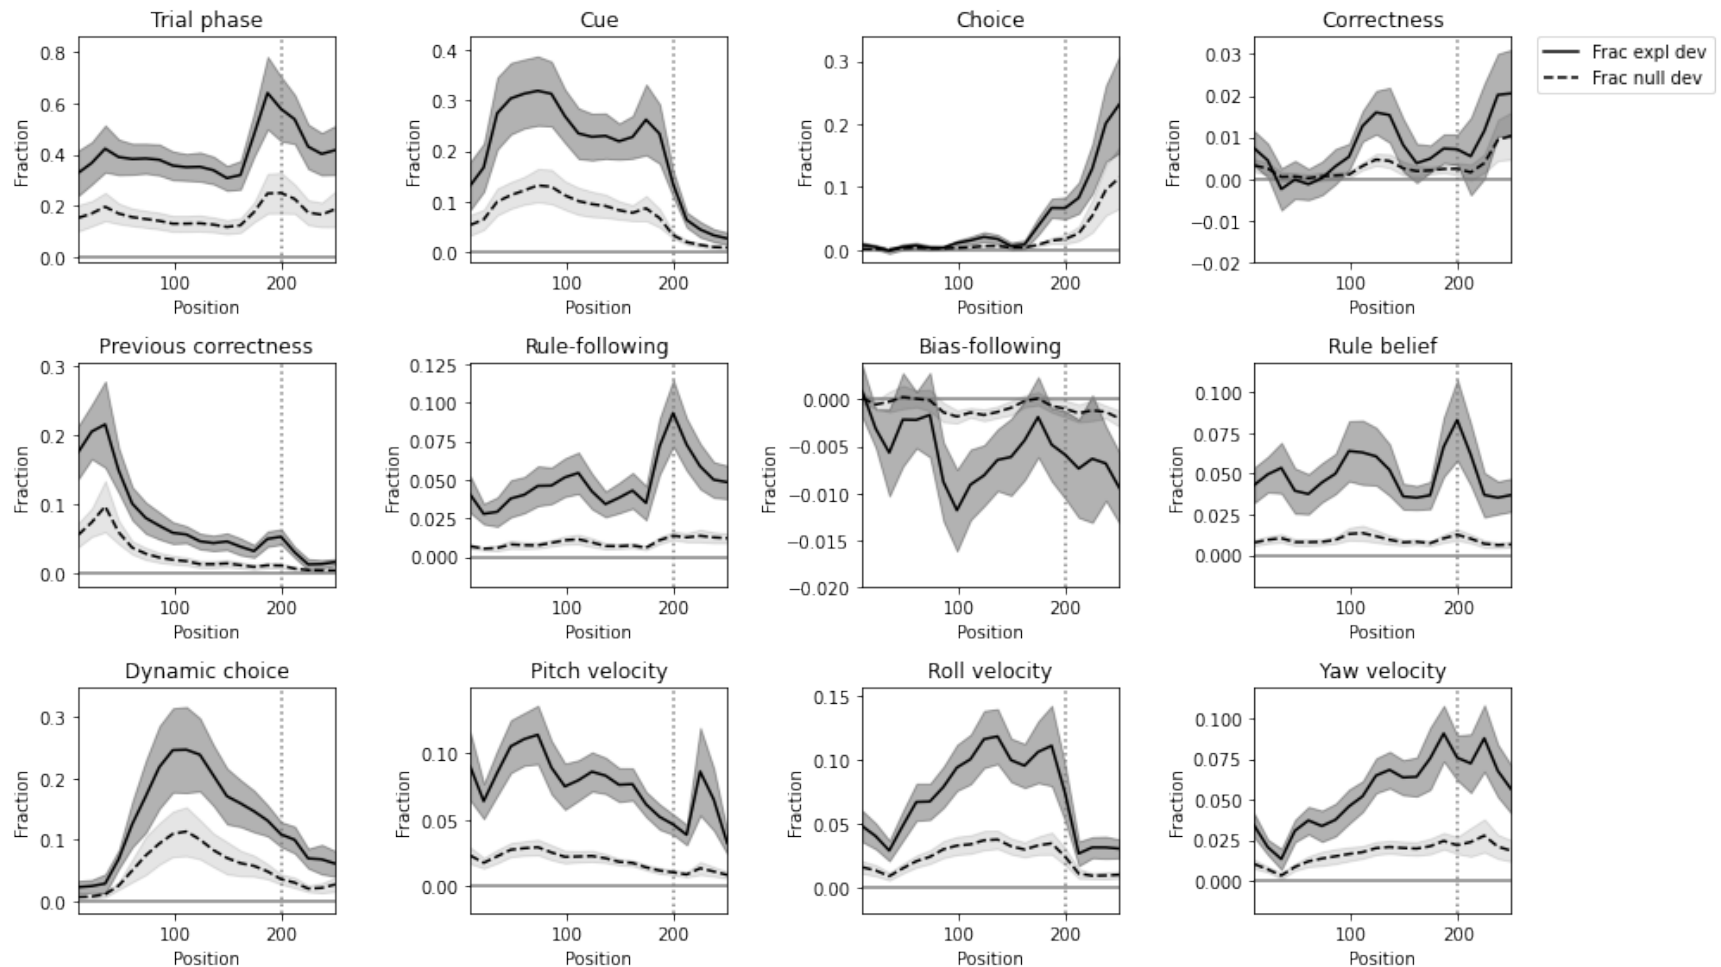 Trial phase
Cue
Choice
Correctness
Frac expl dev
Frac null dev
0.8
0.6
0.4
0.2
0.0
Fraction
100
200
Position
0.4
0.3
0.2
0.1
0.0
Fraction
100
200
Position
0.3
0.2
0.1
0.0
Fraction
100
200
Position
0.03
0.02
0.01
0.00
−0.01
−0.02
Fraction
100
200
Position
Previous correctness
Rule-following
Bias-following
Rule belief
0.3
0.2
0.1
0.0
Fraction
100
200
Position
0.125
0.100
0.075
0.050
0.025
0.000
Fraction
100
200
Position
0.000
−0.005
−0.010
−0.015
−0.020
Fraction
100
200
Position
0.100
0.075
0.050
0.025
0.000
Fraction
100
200
Position
Dynamic choice
Pitch velocity
Roll velocity
Yaw velocity
0.3
0.2
0.1
0.0
Fraction
100
200
Position
0.10
0.05
0.00
Fraction
100
200
Position
0.15
0.10
0.05
0.00
Fraction
100
200
Position
0.100
0.075
0.050
0.025
0.000
Fraction
100
200
Position